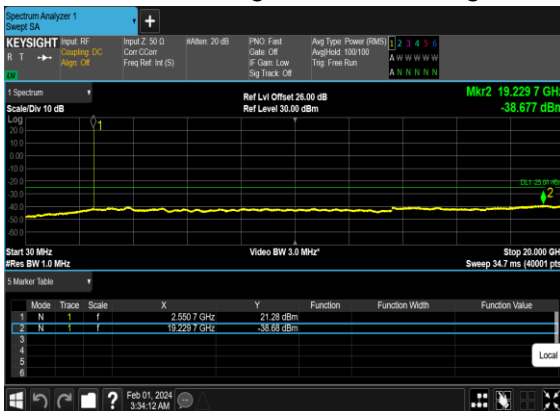 Spectrum Analyzer 1
Swept SA
KEYSIGHT Input: RF Input Z: 50 Ω #Atten: 20 dB PNO: Fast Avg Type: Power (RMS) 1 2 3 4 5 6
R T Coupling: DC Corr CCorr Gate: Off Avg|Hold: 100/100 A W W W W W
Align: Off Freq Ref: Int (S) IF Gain: Low Trig: Free Run
LV Sig Track: Off A N N N N N
1 Spectrum Ref Lvl Offset 26.00 dB Mkr2 19.229 7 GHz
Scale/Div 10 dB Ref Level 30.00 dBm -38.677 dBm
Log
20.0 1
10.0
0.00
-10.0
-20.0
-30.0 2
-40.0
-50.0
-60.0
Start 30 MHz Video BW 3.0 MHz* Stop 20.000 GH
#Res BW 1.0 MHz Sweep 34.7 ms (40001 pts
5 Marker Table
Mode Trace Scale X Y Function Function Width Function Value
1 N 1 f 2.550 7 GHz 21.28 dBm
2 N 1 f 19.229 7 GHz -38.68 dBm
3
4
5
6
Local
? Feb 01, 2024
3:34:12 AM